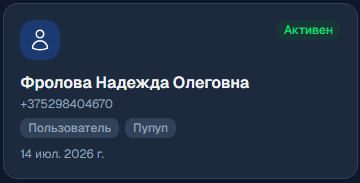 Активен
Фролова Надежда Олеговна
+375298404670
Пользователь Пупуп
14 июл. 2026 г.